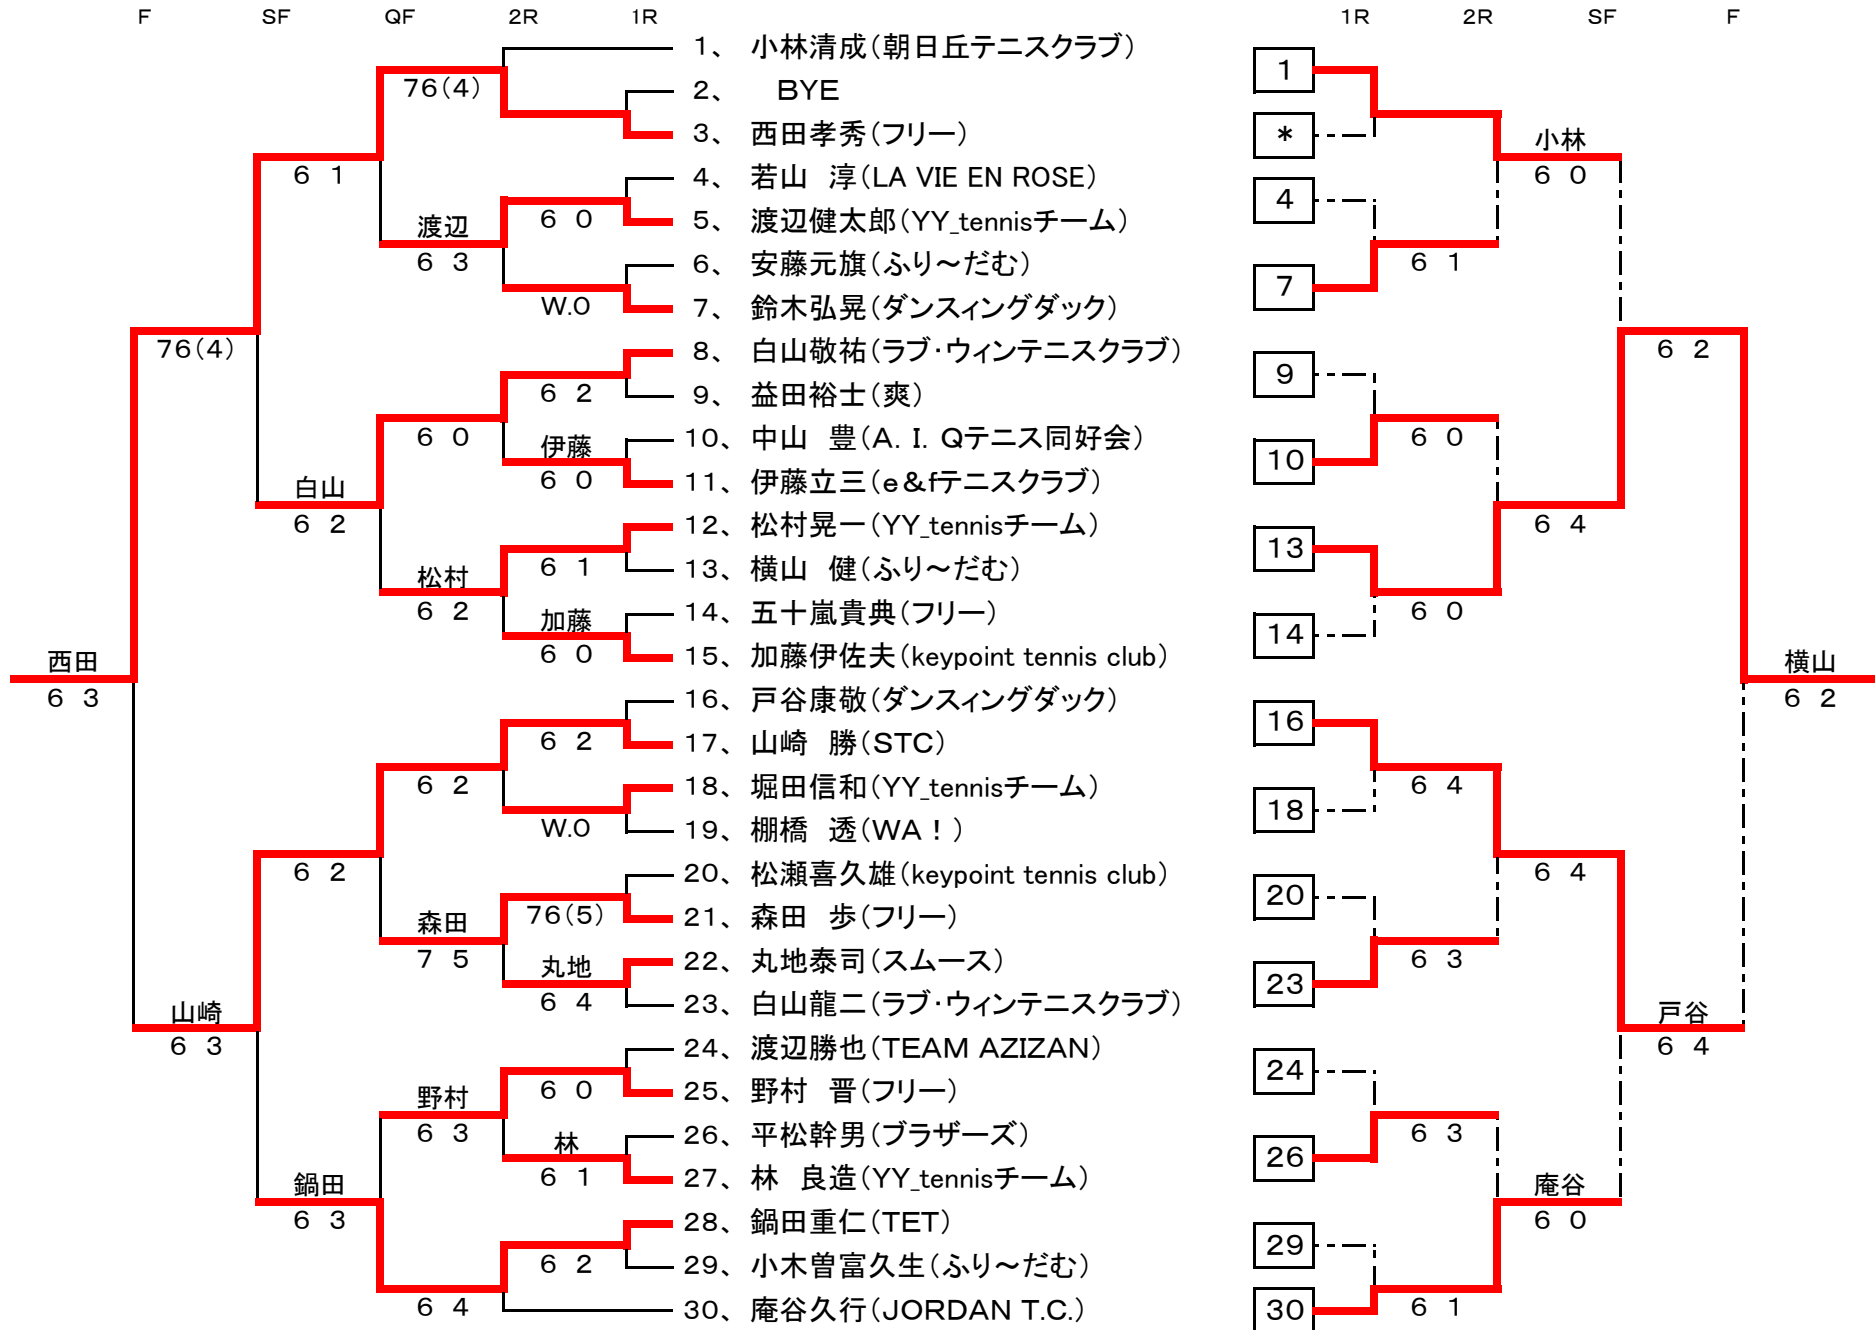 F SF QF 2R 1R 1R 2R SF F
1、 小林清成(朝日丘テニスクラブ)
1
76(4)
2、 BYE
3、 西田孝秀(フリー)
*
小林
6 1
6 0
4、 若山 淳(LA VIE EN ROSE)
4
6 0
5、 渡辺健太郎(YY_tennisチーム)
渡辺
6 3
6 1
6、 安藤元旗(ふり～だむ)
7
W.O
7、 鈴木弘晃(ダンスィングダック)
76(4)
8、 白山敬祐(ラブ・ウィンテニスクラブ)
6 2
9
6 2
9、 益田裕士(爽)
6 0
10、 中山 豊(A. I. Qテニス同好会)
6 0
伊藤
10
6 0
11、 伊藤立三(e&fテニスクラブ)
白山
6 2
12、 松村晃一(YY_tennisチーム)
6 4
13
6 1
13、 横山 健(ふり～だむ)
松村
6 2
14、 五十嵐貴典(フリー)
6 0
加藤
14
6 0
15、 加藤伊佐夫(keypoint tennis club)
西田
横山
6 3
16、 戸谷康敬(ダンスィングダック)
6 2
16
6 2
17、 山崎 勝(STC)
6 2
18、 堀田信和(YY_tennisチーム)
6 4
18
W.O
19、 棚橋 透(WA！)
6 2
20、 松瀬喜久雄(keypoint tennis club)
6 4
20
76(5)
21、 森田 歩(フリー)
森田
7 5
22、 丸地泰司(スムース)
6 3
丸地
23
6 4
23、 白山龍二(ラブ・ウィンテニスクラブ)
山崎
戸谷
6 3
24、 渡辺勝也(TEAM AZIZAN)
6 4
24
6 0
25、 野村 晋(フリー)
野村
6 3
26、 平松幹男(ブラザーズ)
6 3
林
26
6 1
27、 林 良造(YY_tennisチーム)
鍋田
庵谷
6 3
28、 鍋田重仁(TET)
6 0
29
6 2
29、 小木曽富久生(ふり～だむ)
6 4
30、 庵谷久行(JORDAN T.C.)
30
6 1